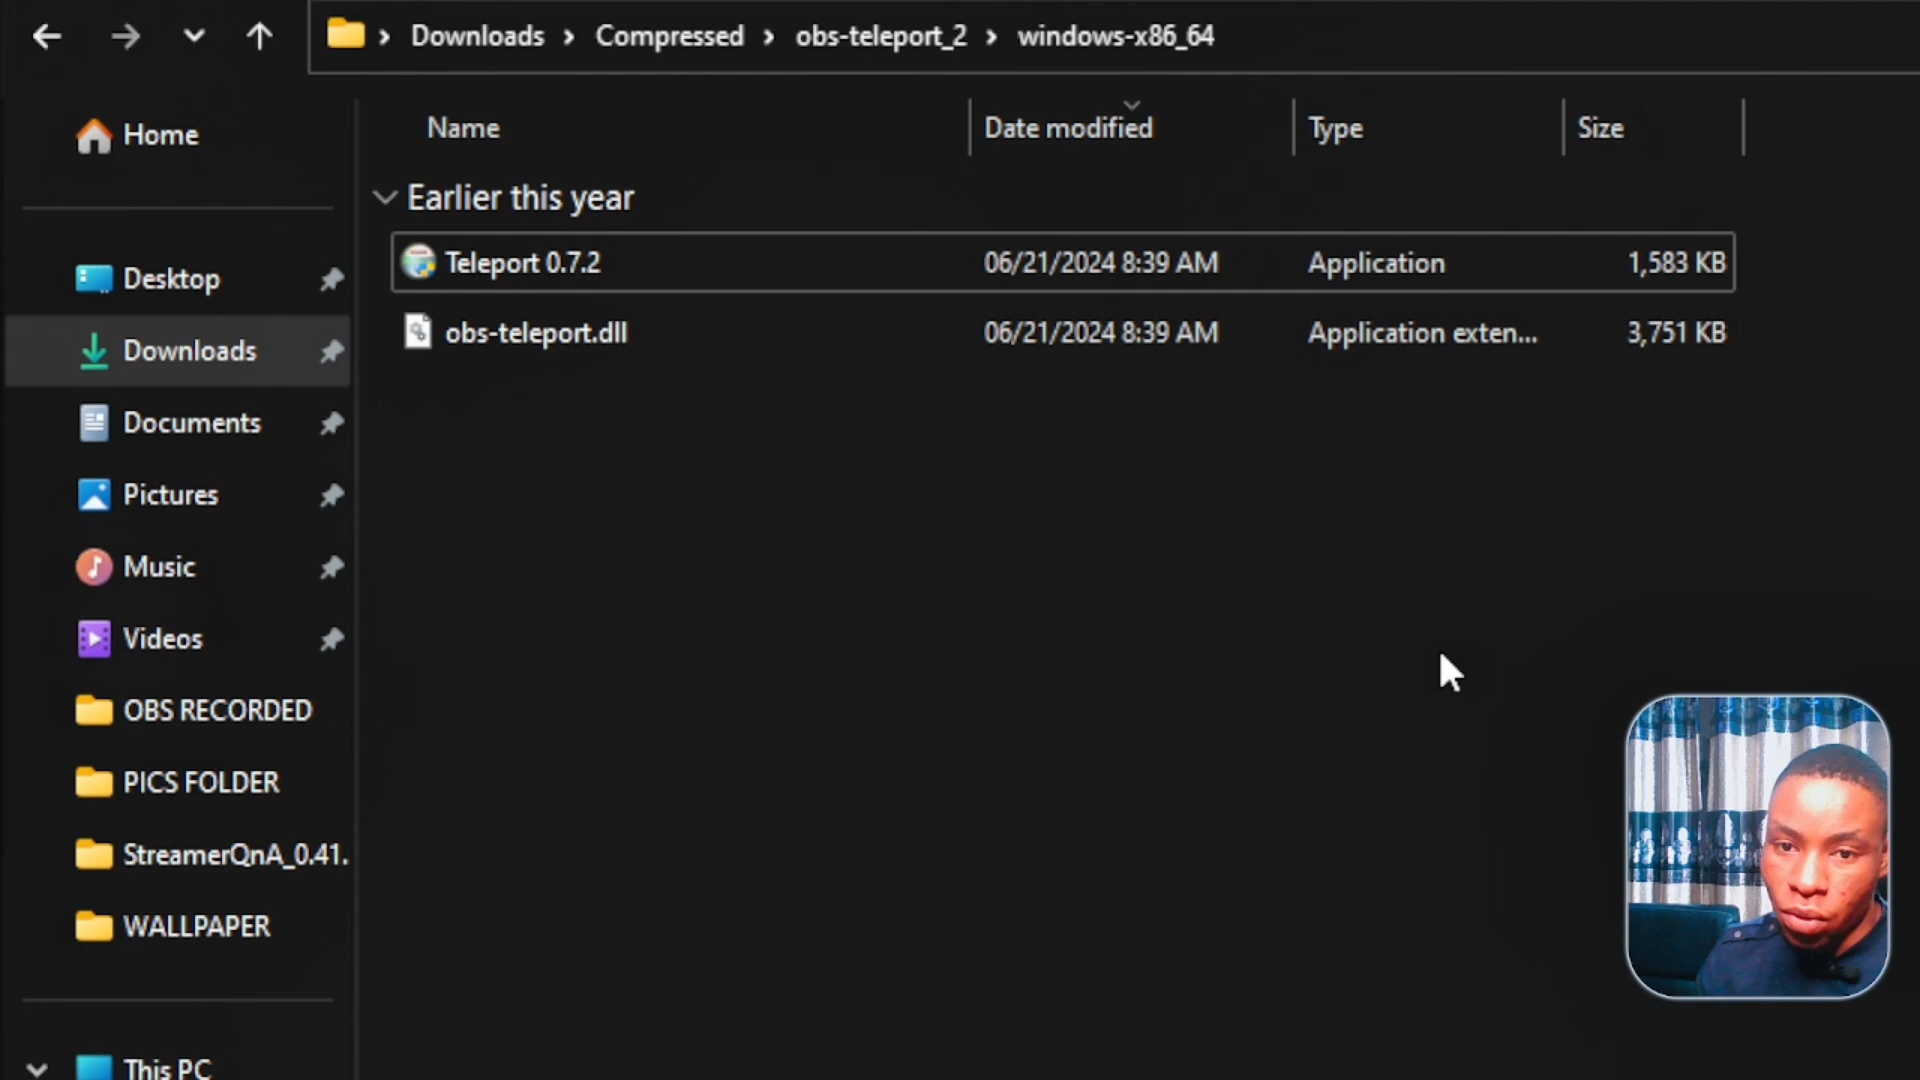 Downloads > Compressed > obs-teleport_2 > windows-x86_64
Name Date modified Type Size
Home
Earlier this year
Teleport 0.7.2 06/21/2024 8:39 AM Application 1,583 KB
Desktop
obs-teleport.dll 06/21/2024 8:39 AM Application exten... 3,751 KB
Downloads
Documents
Pictures
Music
Videos
OBS RECORDED
PICS FOLDER
StreamerQnA_0.41.
WALLPAPER
This PC